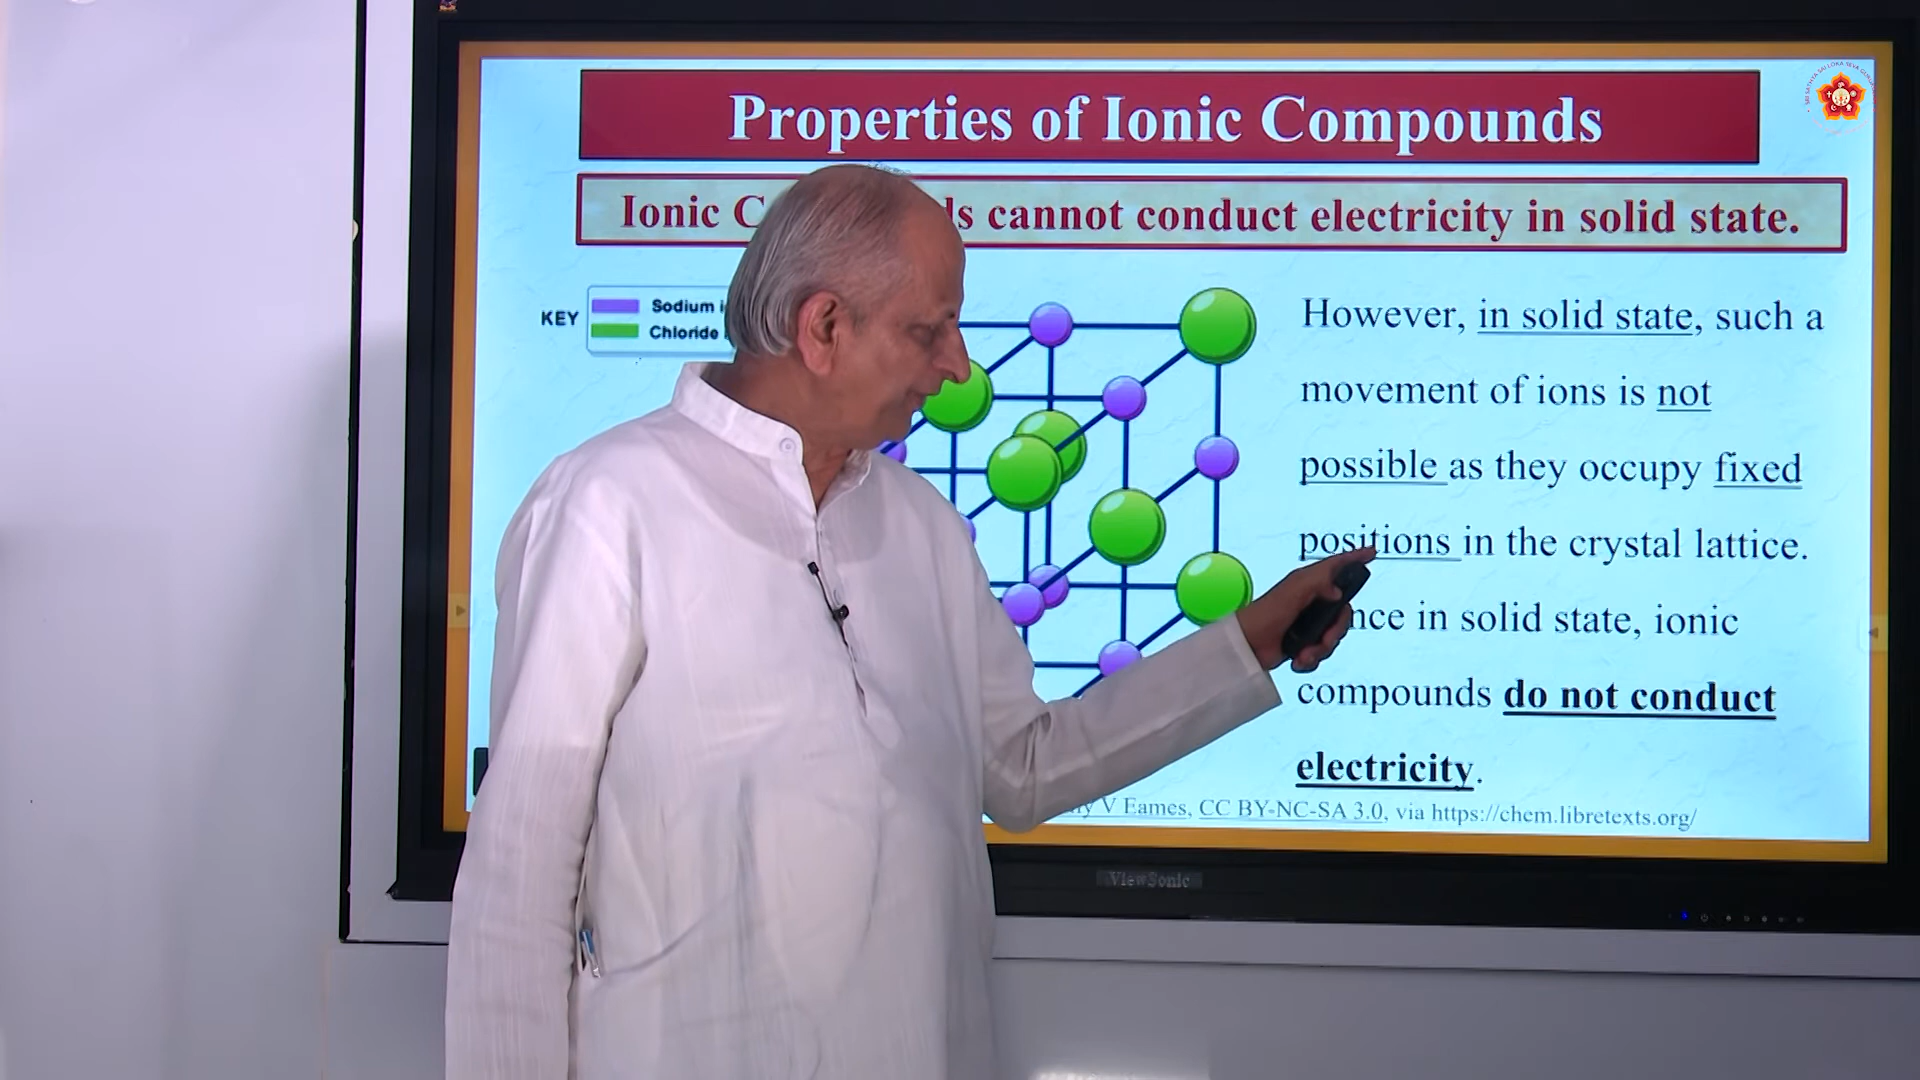 Properties of Ionic Compounds
Ionic cannot conduct electricity in solid state.
KEY
Sodium
Chloride
However, in solid state, such a
movement of ions is not
possible as they occupy fixed
positions in the crystal lattice.
in solid state, ionic
compounds do not conduct
electricity.
V Eames, CC BY-NC-SA 3.0, via https://chem.libretexts.org/
ViewSonic